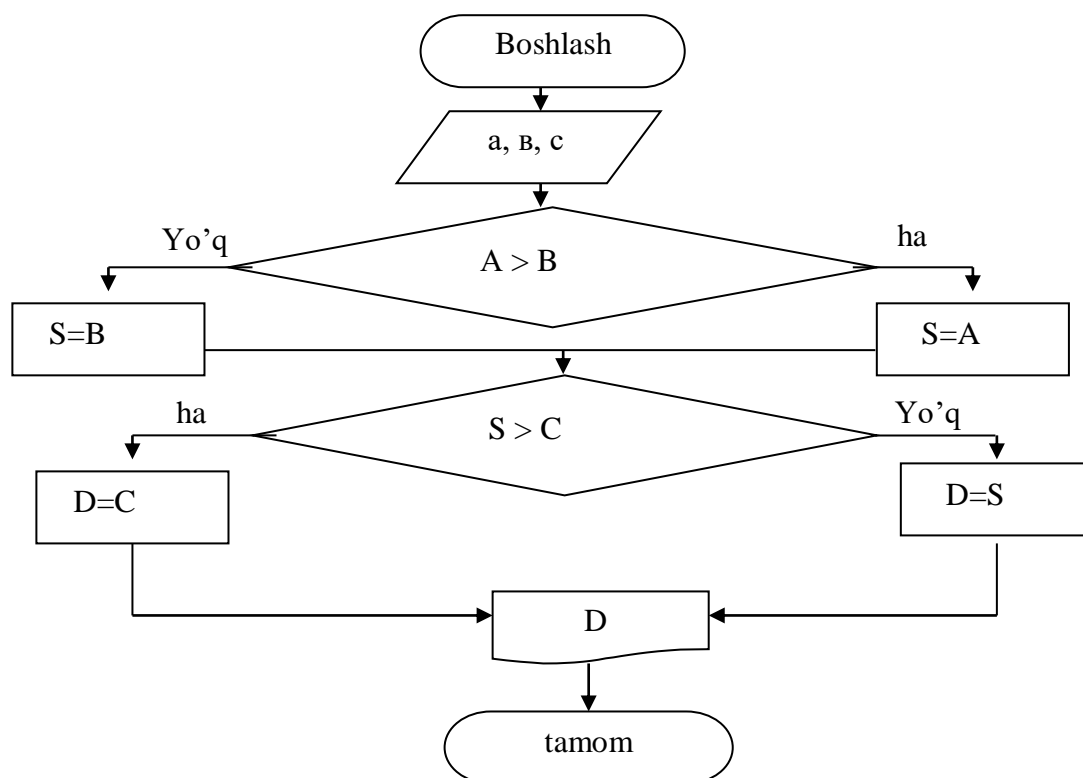 Boshlash
a, в, c
Yo’q
A > B
ha
S=B
S=A
ha
S > C
Yo’q
D=C
D=S
D
tamom